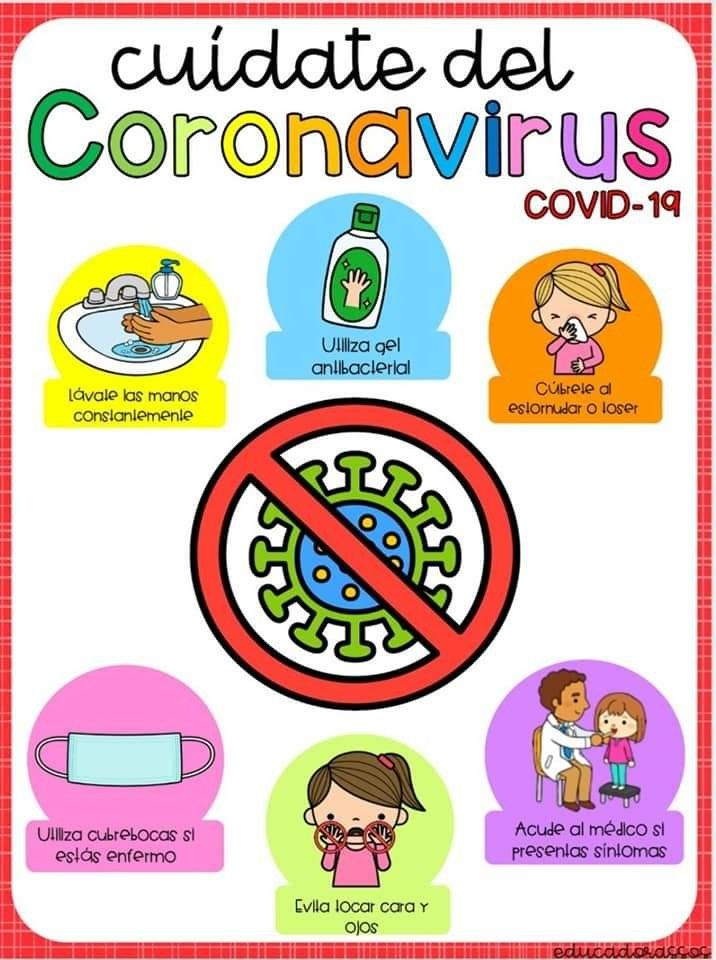 cuídate del
Coronavirus
COVID-19
Utiliza gel
antibacterial
Lávate las manos
constantemente
Cúbrete al
estornudar o toser
Utiliza cubrebocas si
estás enfermo
Evita tocar cara y
ojos
Acude al médico si
presentas síntomas
educadorassos